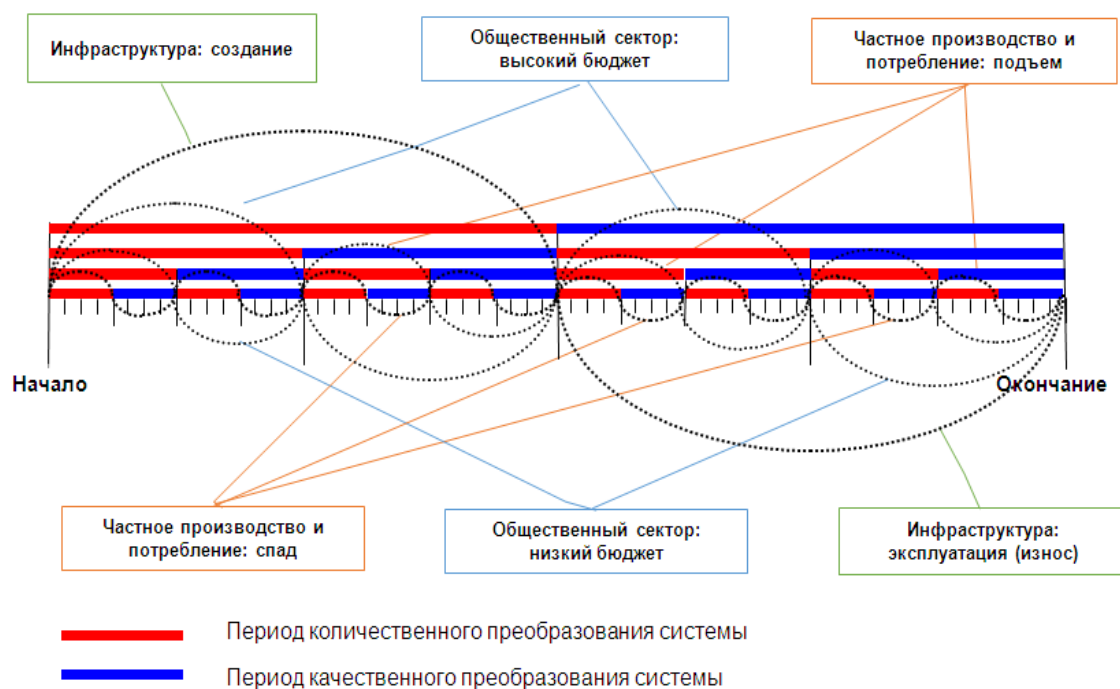 Инфраструктура: создание
Общественный сектор:
высокий бюджет
Частное производство и
потребление: подъем
Начало
Окончание
Частное производство и
потребление: спад
Общественный сектор:
низкий бюджет
Инфраструктура:
эксплуатация (износ)
Период количественного преобразования системы
Период качественного преобразования системы